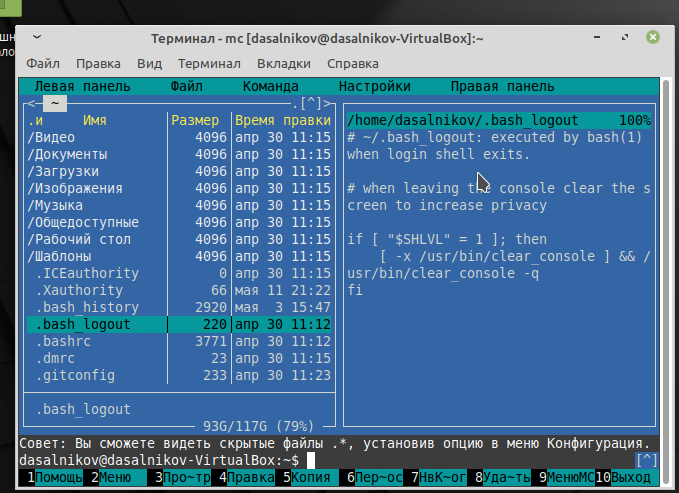 Терминал - mc [dasalnikov@dasalnikov-VirtualBox]:~
Файл Правка Вид Терминал Вкладки Справка
Левая панель Файл Команда Настройки Правая панель
<─ ~ .[^]>
.и Имя Размер Время правки
/Видео 4096 апр 30 11:15
/Документы 4096 апр 30 11:15
/Загрузки 4096 апр 30 11:15
/Изображения 4096 апр 30 11:15
/Музыка 4096 апр 30 11:15
/Общедоступные 4096 апр 30 11:15
/Рабочий стол 4096 апр 30 11:15
/Шаблоны 4096 апр 30 11:15
.ICEauthority 0 апр 30 11:15
.Xauthority 66 мая 11 21:22
.bash_history 2920 мая 3 15:47
.bash_logout 220 апр 30 11:12
.bashrc 3771 апр 30 11:12
.dmrc 23 апр 30 11:15
.gitconfig 233 апр 30 11:23
.bash_logout
93G/117G (79%)
/home/dasalnikov/.bash_logout 100%
# ~/.bash_logout: executed by bash(1)
when login shell exits.
# when leaving the console clear the s
creen to increase privacy
if [ "$SHLVL" = 1 ]; then
[ -x /usr/bin/clear_console ] && /
usr/bin/clear_console -q
fi
Совет: Вы сможете видеть скрытые файлы .*, установив опцию в меню Конфигурация.
dasalnikov@dasalnikov-VirtualBox:~$ [^]
1Помощь 2Меню 3Про~тр 4Правка 5Копия 6Пер~ос 7НвК~ог 8Уда~ть 9МенюMC 10Выход